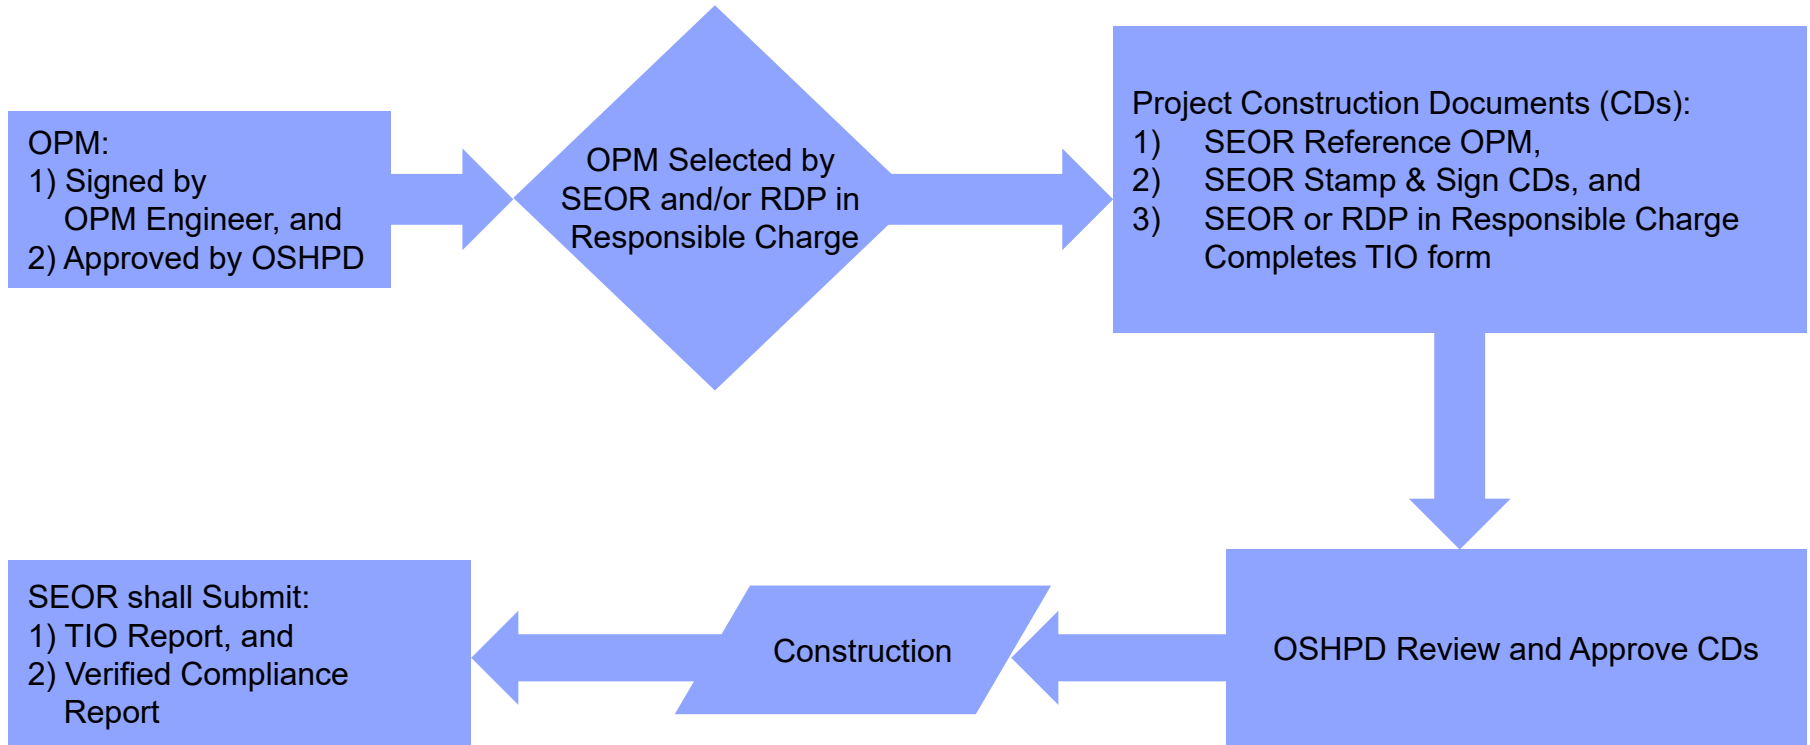 OPM:
1) Signed by
OPM Engineer, and
2) Approved by OSHPD
OPM Selected by
SEOR and/or RDP in
Responsible Charge
Project Construction Documents (CDs):
1) SEOR Reference OPM,
2) SEOR Stamp & Sign CDs, and
3) SEOR or RDP in Responsible Charge
Completes TIO form
OSHPD Review and Approve CDs
Construction
SEOR shall Submit:
1) TIO Report, and
2) Verified Compliance
Report